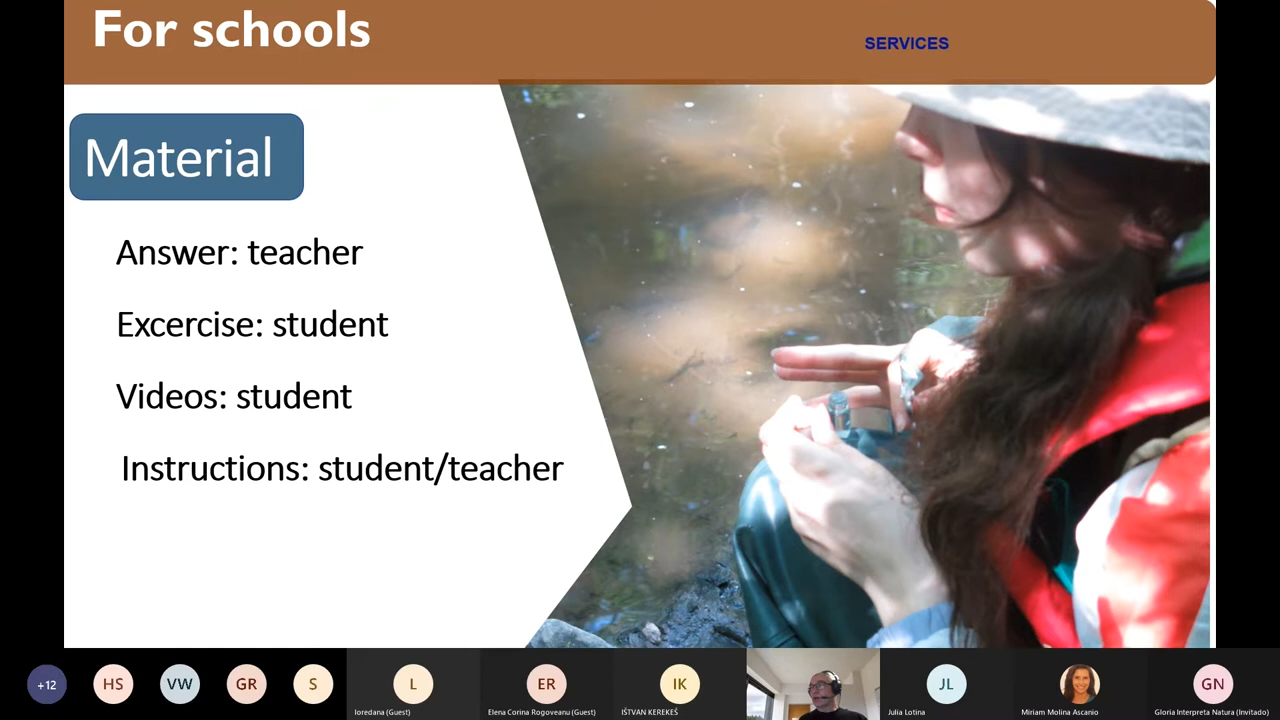 For schools
SERVICES
Material
Answer: teacher
Excercise: student
Videos: student
Instructions: student/teacher
+12
HS
VW
GR
S
L
ER
IK
JL
GN
loredana (Guest)
Elena Corina Rogoveanu (Guest)
IŠTVAN KEREKEŠ
Julia Lotina
Miriam Molina Ascanio
Gloria Interpreta Natura (Invitado)